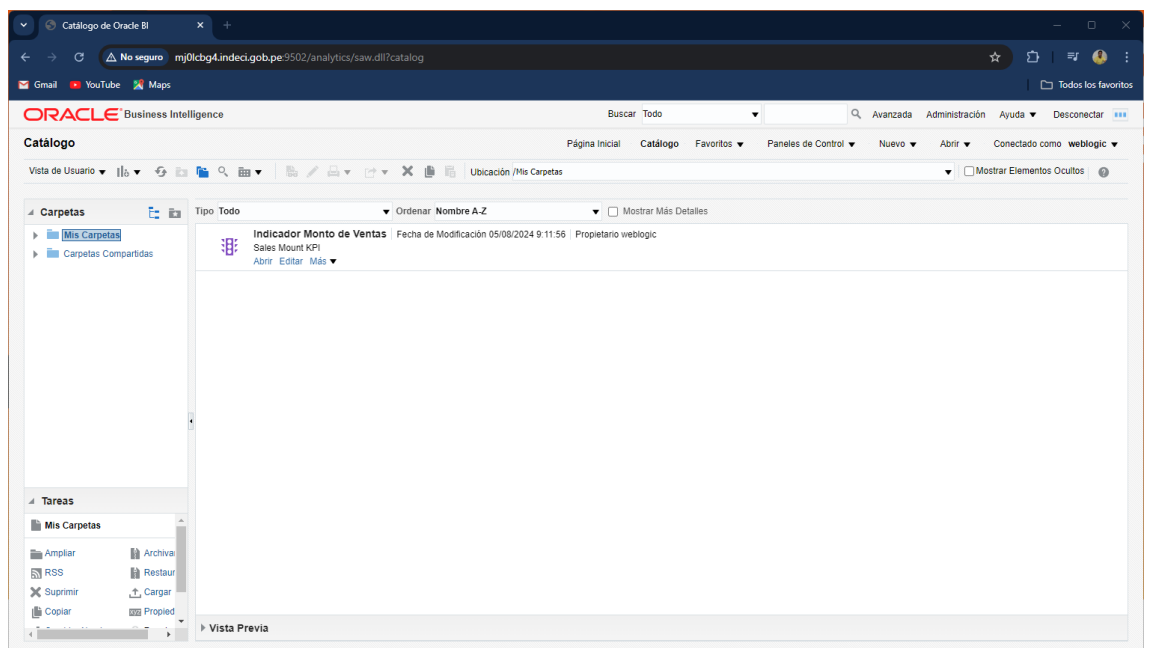 Catálogo de Oracle BI
No seguro mj0lcbg4.indeci.gob.pe:9502/analytics/saw.dll?catalog
Gmail YouTube Maps Todos los favoritos
ORACLE Business Intelligence Buscar Todo Avanzada Administración Ayuda Desconectar
Catálogo Página Inicial Catálogo Favoritos Paneles de Control Nuevo Abrir Conectado como weblogic
Vista de Usuario Ubicación /Mis Carpetas Mostrar Elementos Ocultos
Carpetas Tipo Todo Ordenar Nombre A-Z Mostrar Más Detalles
Mis Carpetas
Carpetas Compartidas
Indicador Monto de Ventas Fecha de Modificación 05/08/2024 9:11:56 Propietario weblogic
Sales Mount KPI
Abrir Editar Más
Tareas
Mis Carpetas
Ampliar Archiva
RSS Restaur
Suprimir Cargar
Copiar Propied
Vista Previa